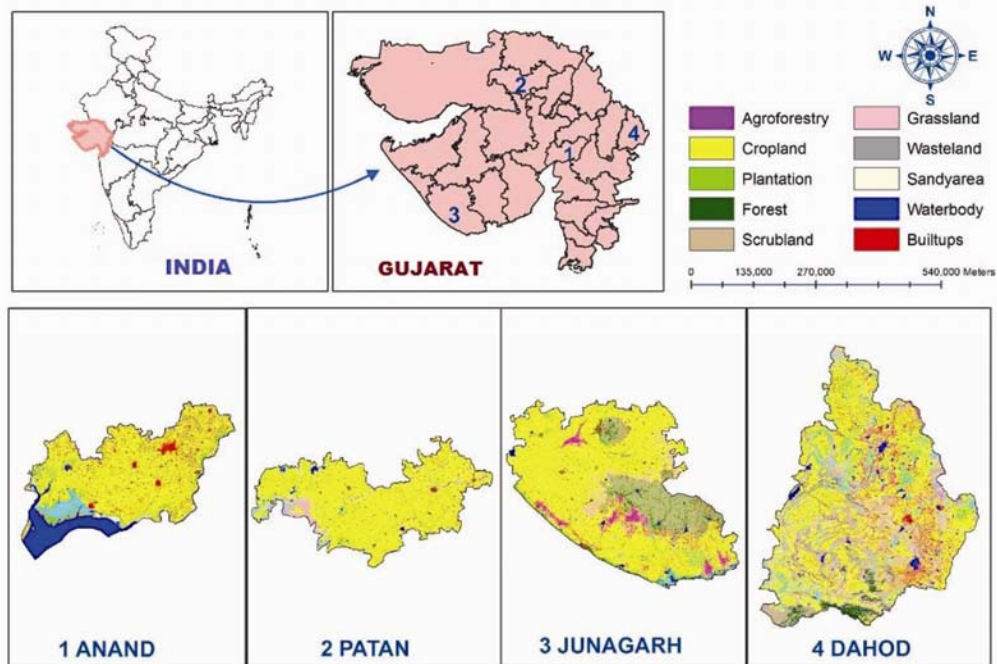 INDIA
2
4
1
3
GUJARAT
N
W E
S
Agroforestry
Cropland
Plantation
Forest
Scrubland
Grassland
Wasteland
Sandyarea
Waterbody
Builtups
0 135,000 270,000 540,000 Meters
1 ANAND
2 PATAN
3 JUNAGARH
4 DAHOD